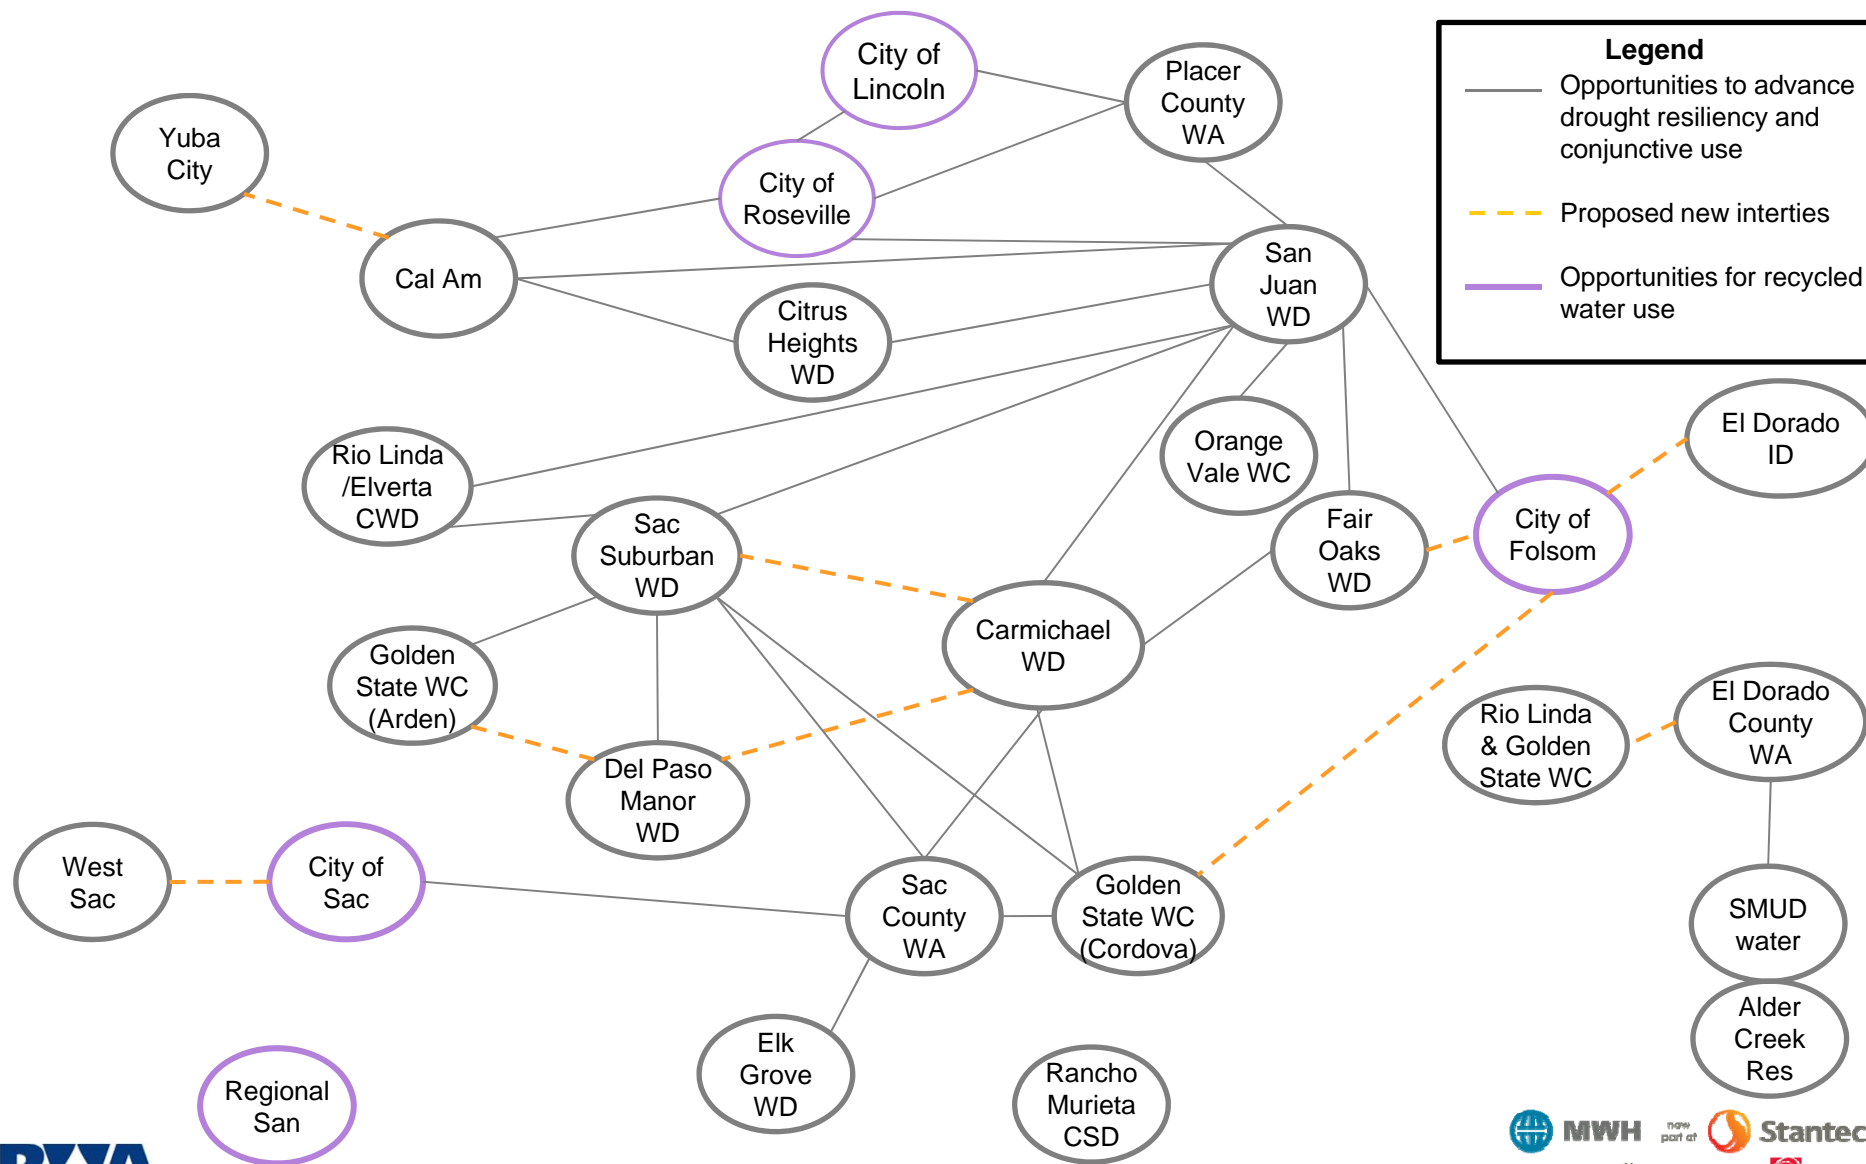 City of
Lincoln
Placer
County
WA
Legend
Opportunities to advance
drought resiliency and
conjunctive use
Proposed new interties
Opportunities for recycled
water use
Yuba
City
City of
Roseville
Cal Am
San
Juan
WD
Citrus
Heights
WD
Rio Linda
/Elverta
CWD
Orange
Vale WC
El Dorado
ID
Sac
Suburban
WD
Fair
Oaks
WD
City of
Folsom
Golden
State WC
(Arden)
Carmichael
WD
Rio Linda
& Golden
State WC
El Dorado
County
WA
Del Paso
Manor
WD
West
Sac
City of
Sac
Sac
County
WA
Golden
State WC
(Cordova)
SMUD
water
Alder
Creek
Res
Elk
Grove
WD
Rancho
Murieta
CSD
Regional
San
MWH now part of Stantec